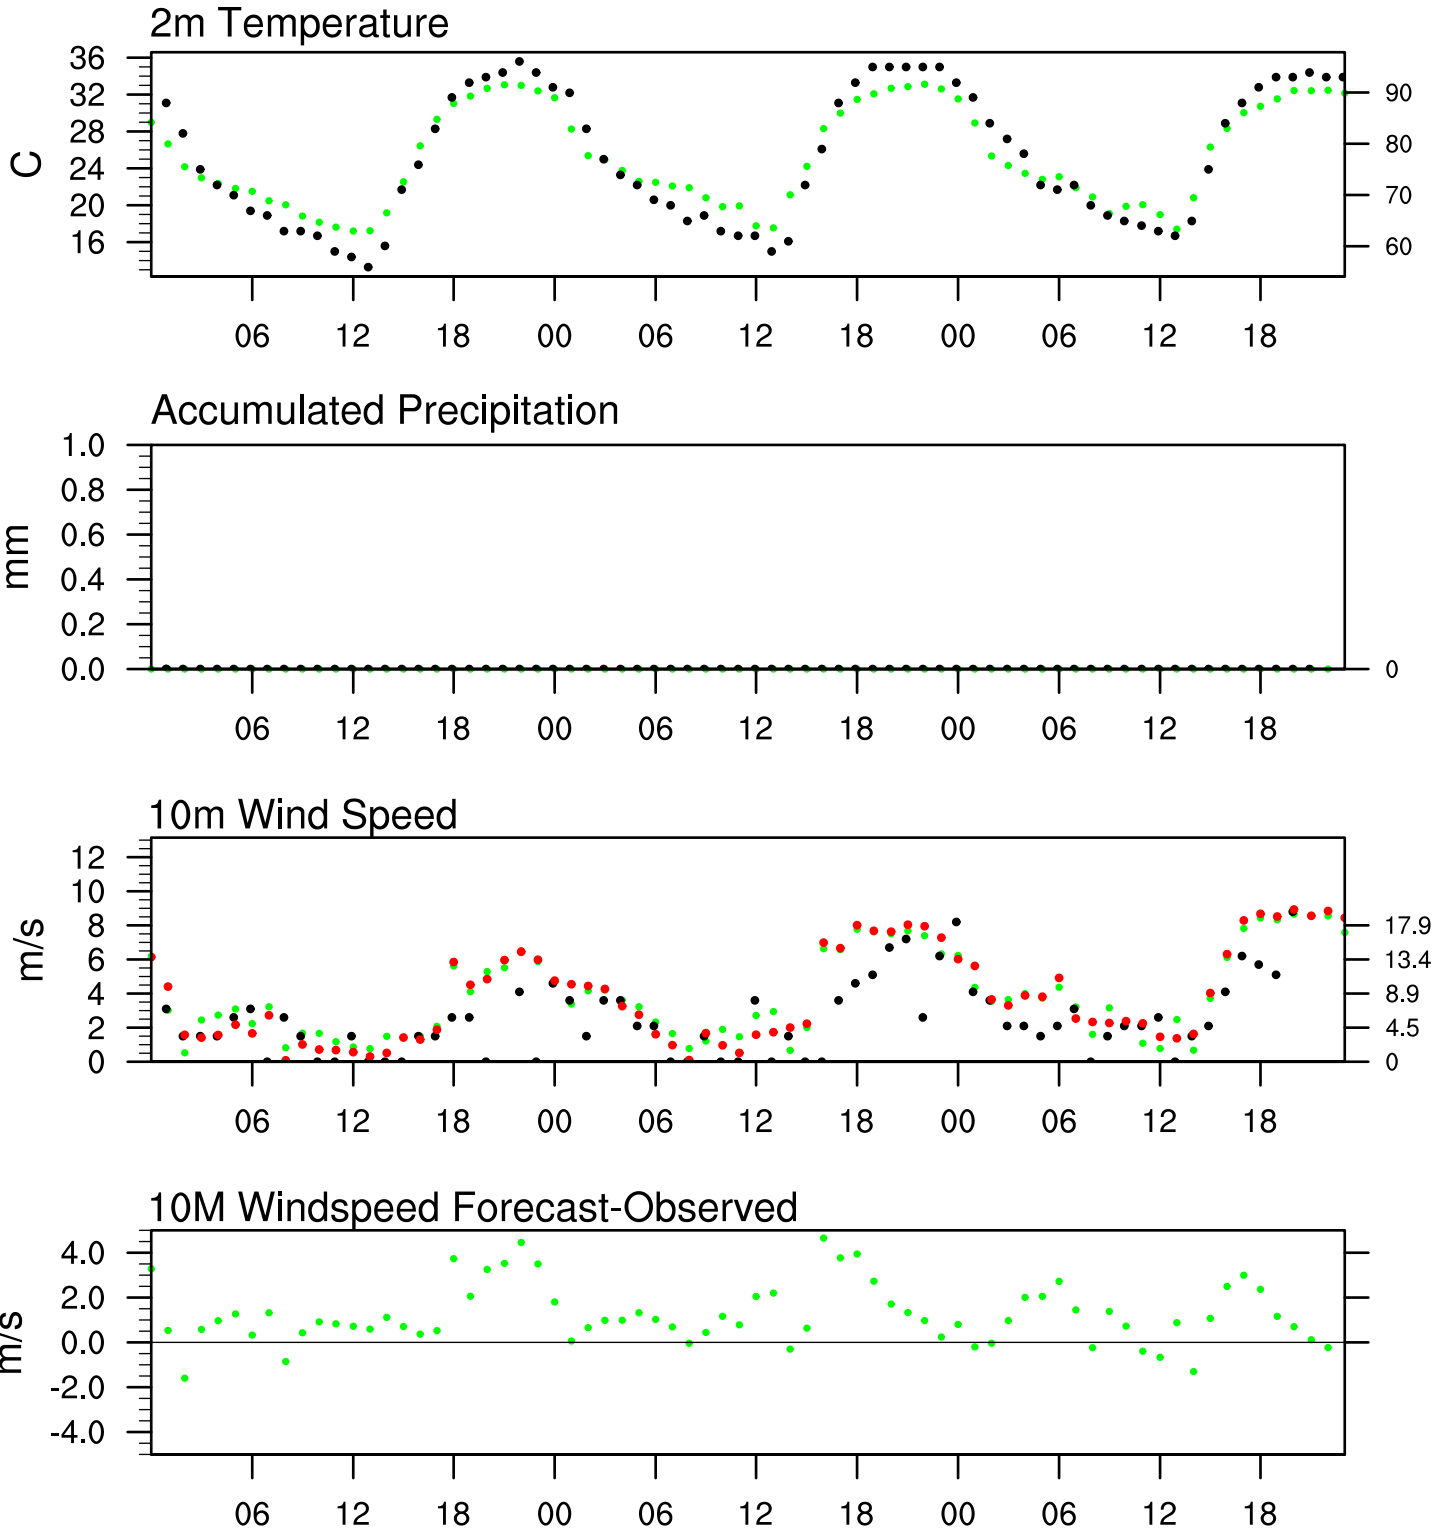 2m Temperature
36
32
28
24
20
16
C
90
80
70
60
06 12 18 00 06 12 18 00 06 12 18
Accumulated Precipitation
1.0
0.8
0.6
0.4
0.2
0.0
mm
0
06 12 18 00 06 12 18 00 06 12 18
10m Wind Speed
12
10
8
6
4
2
0
m/s
17.9
13.4
8.9
4.5
0
06 12 18 00 06 12 18 00 06 12 18
10M Windspeed Forecast-Observed
4.0
2.0
0.0
-2.0
-4.0
m/s
06 12 18 00 06 12 18 00 06 12 18